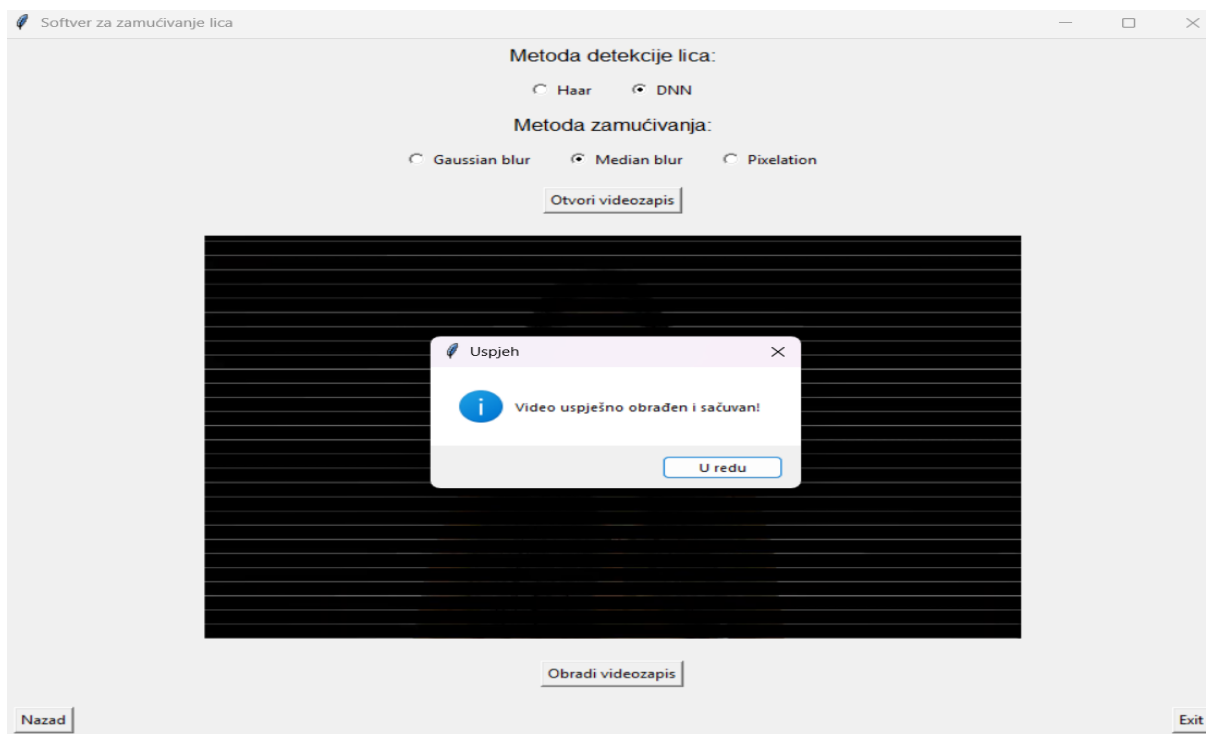 Softver za zamućivanje lica
Metoda detekcije lica:
Haar DNN
Metoda zamućivanja:
Gaussian blur Median blur Pixelation
Otvori videozapis
Uspjeh
Video uspješno obrađen i sačuvan!
U redu
Obradi videozapis
Nazad Exit